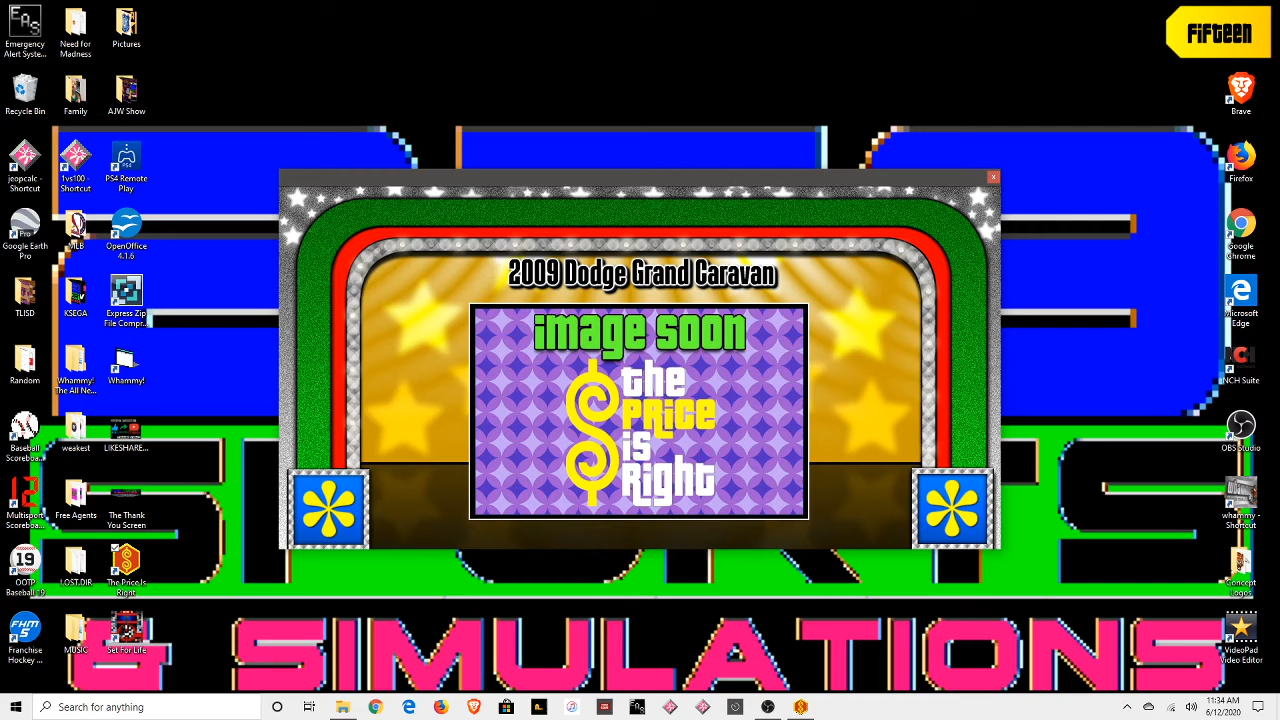 Emergency
Alert Syste...
Need for
Madness
Pictures
Fifteen
Recycle Bin
Family
AJW Show
Brave
jeopcalc -
Shortcut
1vs100 -
Shortcut
PS4 Remote
Play
Firefox
2009 Dodge Grand Caravan
Google Earth
Pro
MLB
OpenOffice
4.1.6
Google
Chrome
image soon
the
PRice
is
Right
TLISD
KSEGA
Express Zip
File Compr...
Microsoft
Edge
Random
Whammy!
The All Ne...
Whammy!
NCH Suite
Baseball
Scoreboa...
weakest
LIKESHARE...
OBS Studio
12
Multisport
Scoreboa...
Free Agents
The Thank
You Screen
whammy -
Shortcut
19
OOTP
Baseball 19
LOST.DIR
The Price Is
Right
Concept
Logos
FHM
5
Franchise
Hockey ...
MUSIC
Set For Life
VideoPad
Video Editor
& SIMULATIONS
Search for anything
11:34 AM
6/12/2020